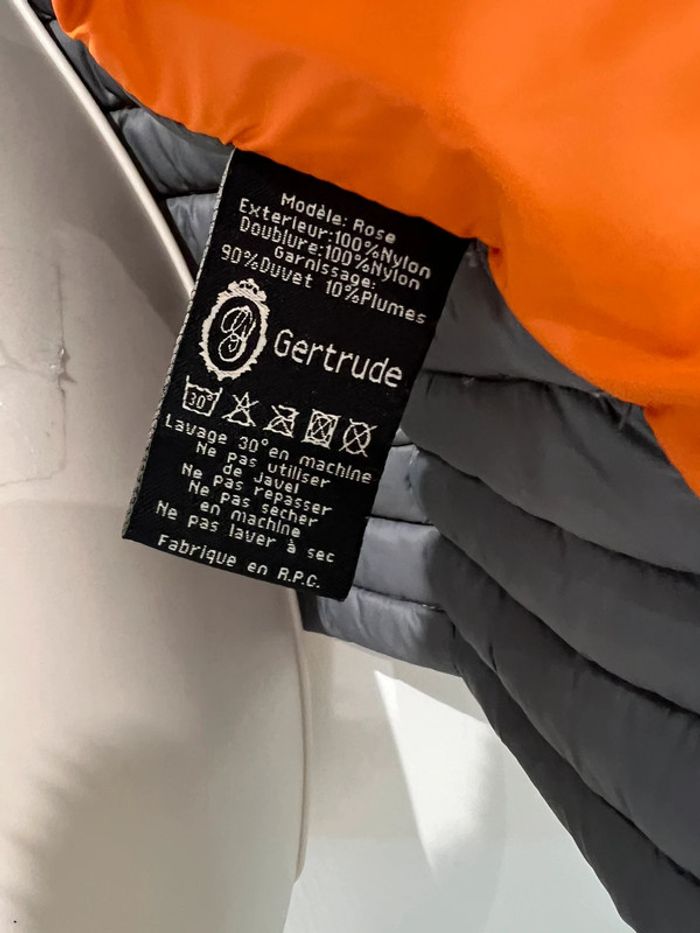 Modèle: Rose
Exterieur:100%Nylon
Doublure:100%Nylon
Garnissage:
90%Duvet 10%Plumes
Gertrude
30°
Lavage 30° en machine
Ne pas utiliser
de Javel
Ne pas repasser
Ne pas sécher
en machine
Ne pas laver à sec
Fabrique en R.P.C.